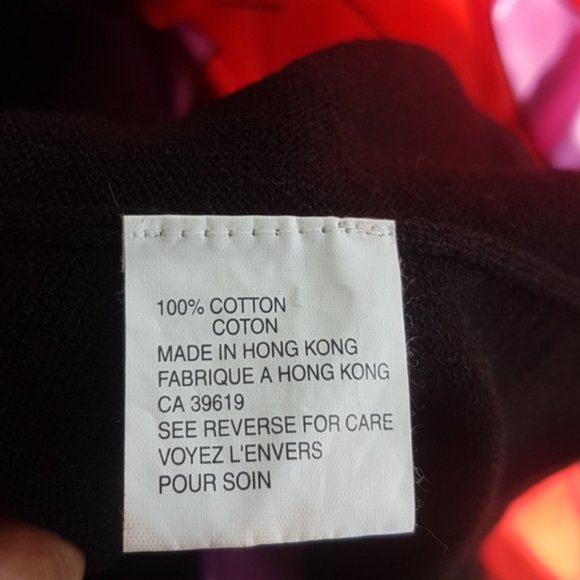 100% COTTON
COTON
MADE IN HONG KONG
FABRIQUE A HONG KONG
CA 39619
SEE REVERSE FOR CARE
VOYEZ L'ENVERS
POUR SOIN